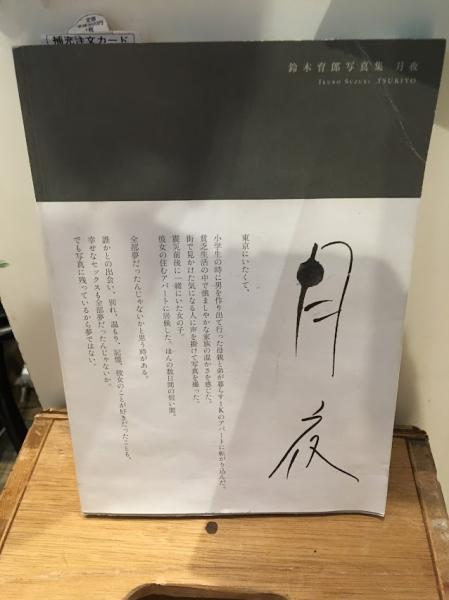 補充注文カード
鈴木育郎写真集 月夜
IKURO SUZUKI TSUKIYO
月夜
東京にいたくて、
小学生の時に男を作り出て行った母親と弟が暮らす1Kのアパートに転がり込んだ。
貧乏生活の中で慎ましやかな家族の温かさを感じた。
街で見かけた気になる人に声を掛けて写真を撮った。
震災前後に一緒にいた女の子。
彼女の住むアパートに居候した、ほんの数日間の短い間。
全部夢だったんじゃないかと思う時がある。
誰かとの出会い、別れ、温もり、記憶、彼女のことが好きだったことも、
幸せなセックスも全部夢だったんじゃないか。
でも写真に残っているから夢ではない。